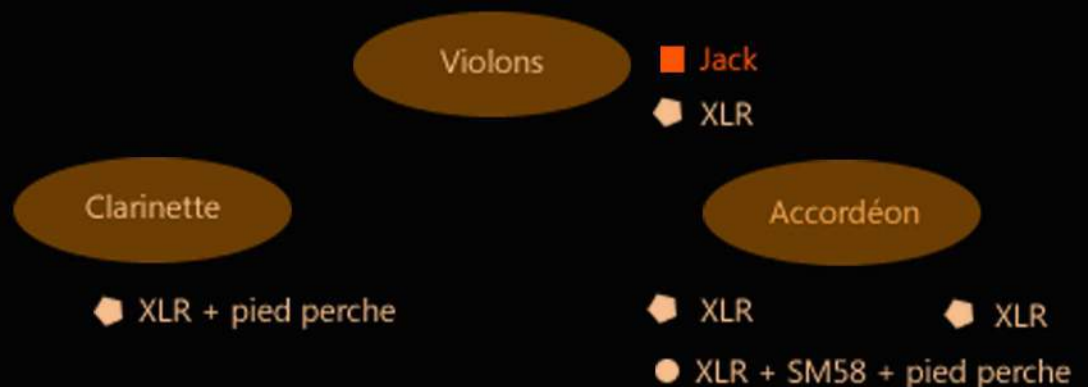 Violons
Jack
XLR
Clarinette
Accordéon
XLR + pied perche
XLR
XLR
XLR + SM58 + pied perche